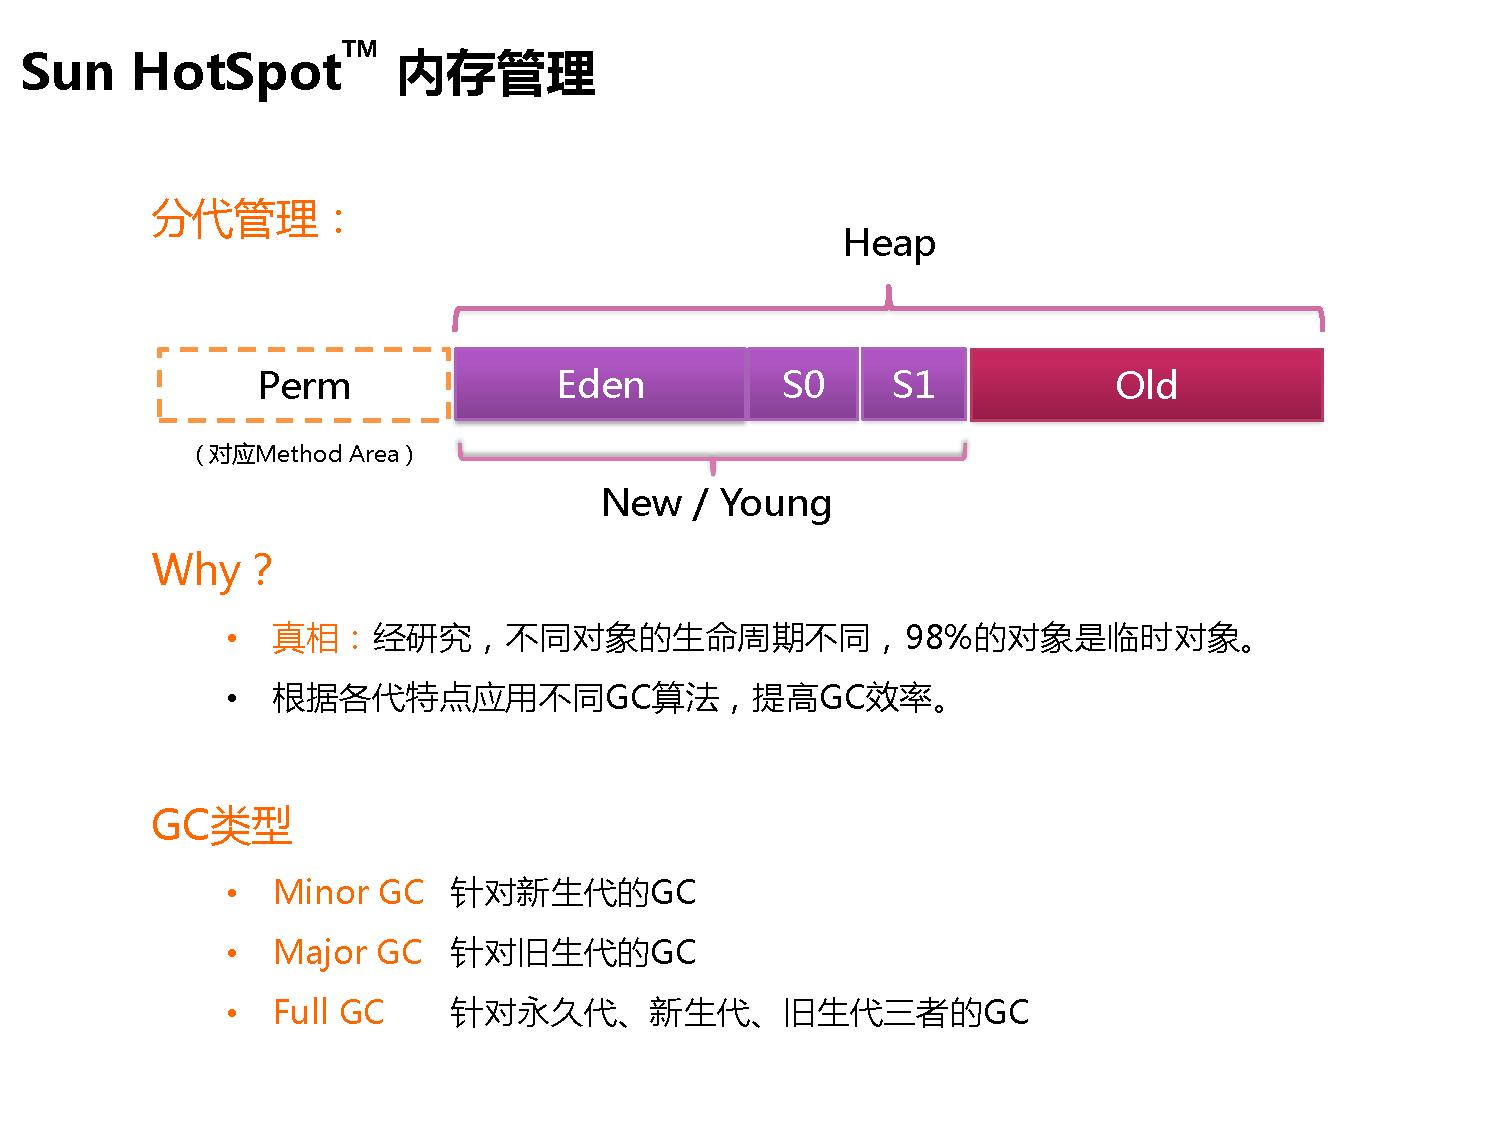 Sun HotSpot™ 内存管理
分代管理：
Heap
Perm Eden S0 S1 Old
（对应Method Area）
New / Young
Why？
• 真相：经研究，不同对象的生命周期不同，98%的对象是临时对象。
• 根据各代特点应用不同GC算法，提高GC效率。
GC类型
• Minor GC 针对新生代的GC
• Major GC 针对旧生代的GC
• Full GC 针对永久代、新生代、旧生代三者的GC